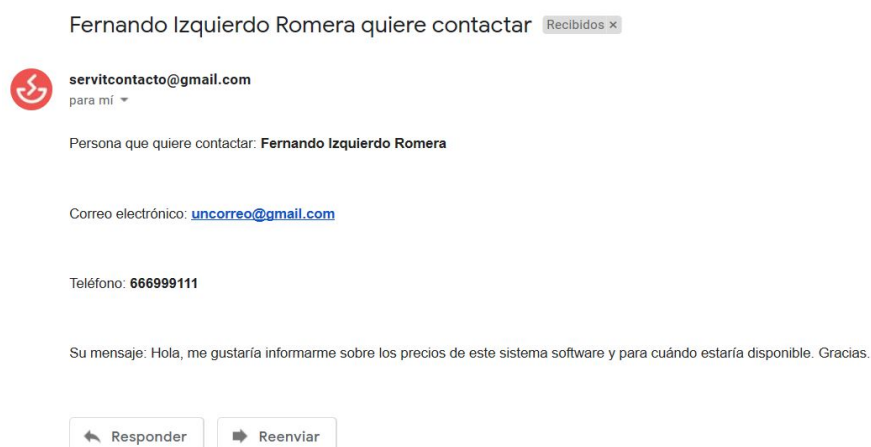 Fernando Izquierdo Romera quiere contactar Recibidos ×
servitcontacto@gmail.com
para mí
Persona que quiere contactar: Fernando Izquierdo Romera
Correo electrónico: uncorreo@gmail.com
Teléfono: 666999111
Su mensaje: Hola, me gustaría informarme sobre los precios de este sistema software y para cuándo estaría disponible. Gracias.
Responder Reenviar